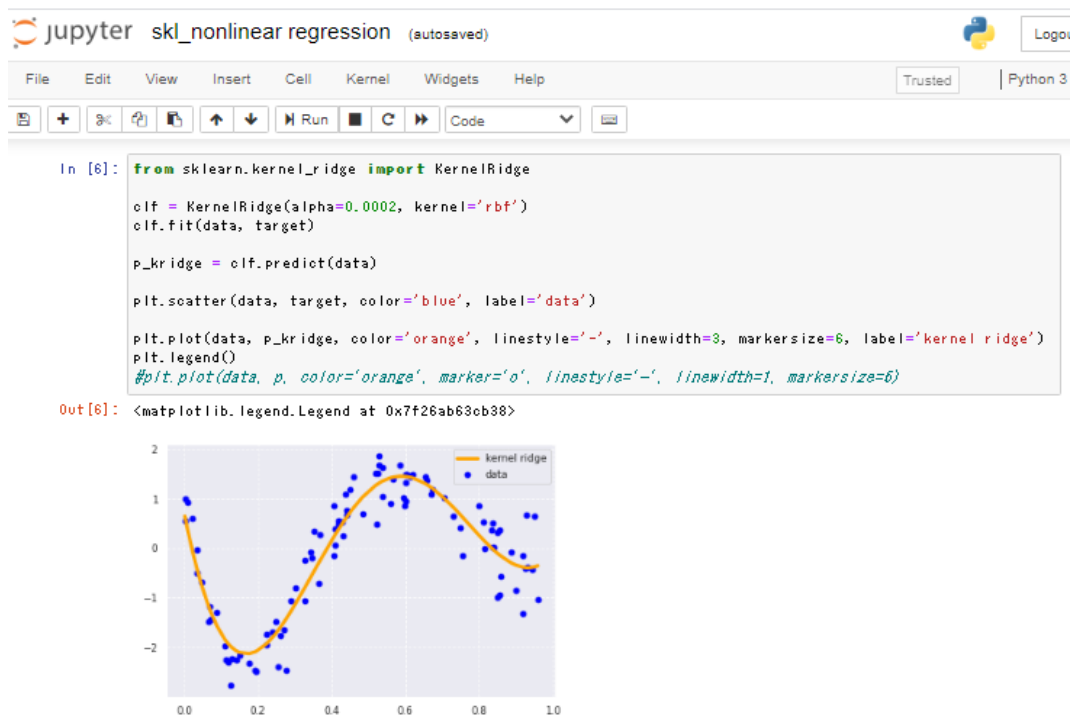 jupyter skl_nonlinear regression (autosaved)
Logou
File Edit View Insert Cell Kernel Widgets Help
Trusted
Python 3
Run
Code
In [6]: from sklearn.kernel_ridge import KernelRidge
clf = KernelRidge(alpha=0.0002, kernel='rbf')
clf.fit(data, target)
p_kridge = clf.predict(data)
plt.scatter(data, target, color='blue', label='data')
plt.plot(data, p_kridge, color='orange', linestyle='-', linewidth=3, markersize=6, label='kernel ridge')
plt.legend()
#plt.plot(data, p, color='orange', marker='o', linestyle='-', linewidth=1, markersize=6)
Out[6]: <matplotlib.legend.Legend at 0x7f26ab63cb38>
kernel ridge
data
2
1
0
−1
−2
0.0 0.2 0.4 0.6 0.8 1.0